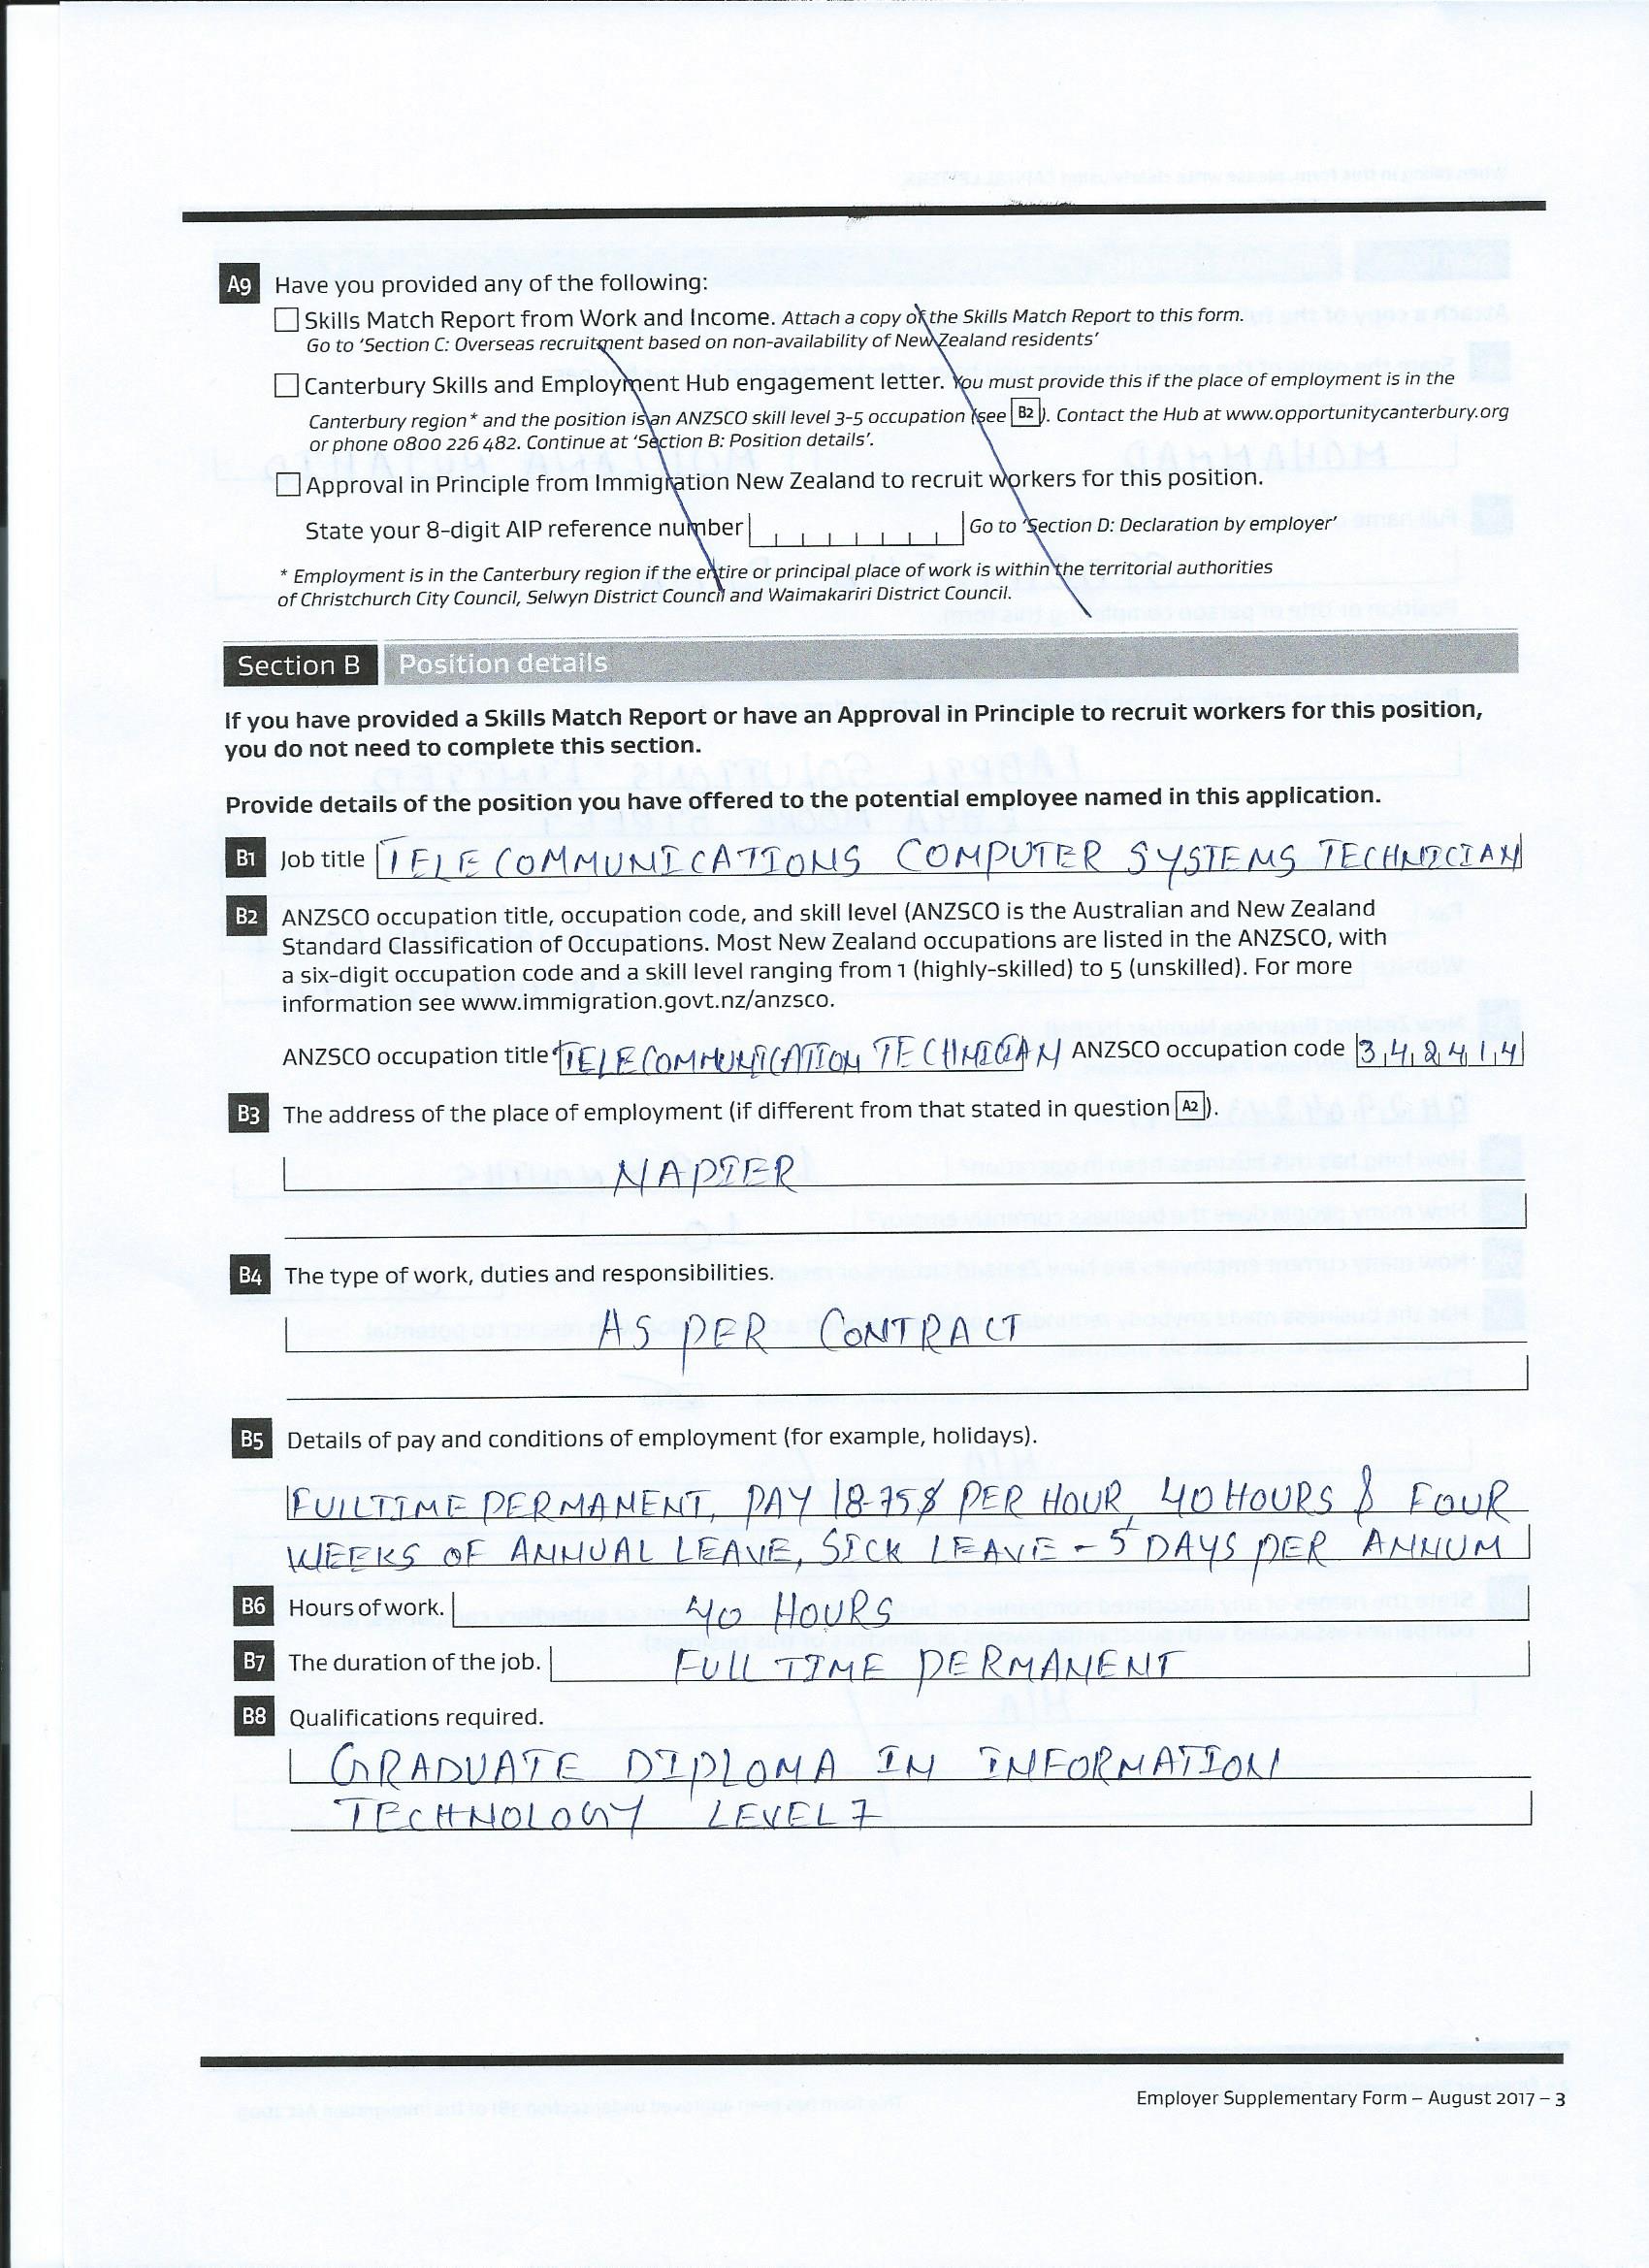 A9 Have you provided any of the following:
Skills Match Report from Work and Income. Attach a copy of the Skills Match Report to this form.
Go to ‘Section C: Overseas recruitment based on non-availability of New Zealand residents’
Canterbury Skills and Employment Hub engagement letter. You must provide this if the place of employment is in the
Canterbury region* and the position is an ANZSCO skill level 3-5 occupation (see B2). Contact the Hub at www.opportunitycanterbury.org
or phone 0800 226 482. Continue at ‘Section B: Position details’.
Approval in Principle from Immigration New Zealand to recruit workers for this position.
State your 8-digit AIP reference number Go to ‘Section D: Declaration by employer’
* Employment is in the Canterbury region if the entire or principal place of work is within the territorial authorities
of Christchurch City Council, Selwyn District Council and Waimakariri District Council.
Section B Position details
If you have provided a Skills Match Report or have an Approval in Principle to recruit workers for this position,
you do not need to complete this section.
Provide details of the position you have offered to the potential employee named in this application.
B1 Job title TELECOMMUNICATIONS COMPUTER SYSTEMS TECHNICIAN
B2 ANZSCO occupation title, occupation code, and skill level (ANZSCO is the Australian and New Zealand
Standard Classification of Occupations. Most New Zealand occupations are listed in the ANZSCO, with
a six-digit occupation code and a skill level ranging from 1 (highly-skilled) to 5 (unskilled). For more
information see www.immigration.govt.nz/anzsco.
ANZSCO occupation title TELECOMMUNICATION TECHNICIAN ANZSCO occupation code 342414
B3 The address of the place of employment (if different from that stated in question A2).
NAPIER
B4 The type of work, duties and responsibilities.
AS PER CONTRACT
B5 Details of pay and conditions of employment (for example, holidays).
FULLTIME PERMANENT, PAY 18-75$ PER HOUR, 40 HOURS & FOUR
WEEKS OF ANNUAL LEAVE, SICK LEAVE - 5 DAYS PER ANNUM
B6 Hours of work. 40 HOURS
B7 The duration of the job. FULL TIME PERMANENT
B8 Qualifications required.
GRADUATE DIPLOMA IN INFORMATION
TECHNOLOGY LEVEL 7
Employer Supplementary Form – August 2017 – 3